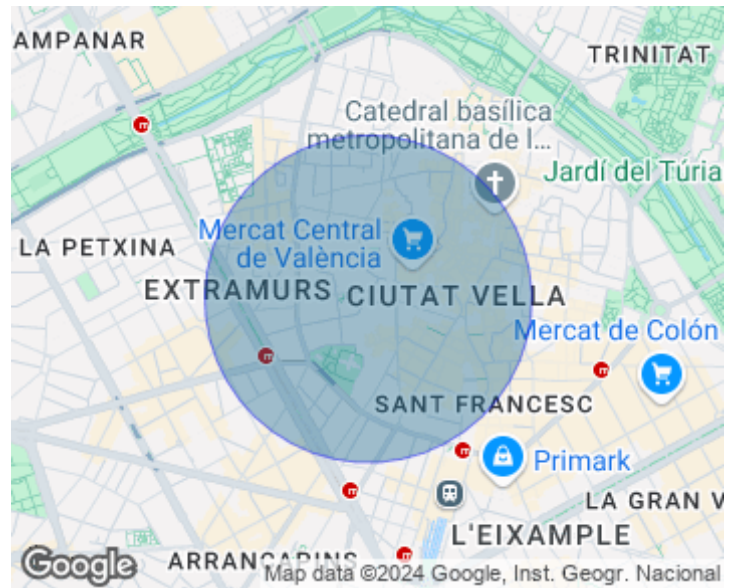 AMPANAR
TRINITAT
Catedral basílica
metropolitana de l...
Jardí del Túria
Mercat Central
de València
LA PETXINA
EXTRAMURS
CIUTAT VELLA
Mercat de Colón
SANT FRANCESC
Primark
LA GRAN V
L'EIXAMPLE
ARRANCAPINS
Google
Map data ©2024 Google, Inst. Geogr. Nacional